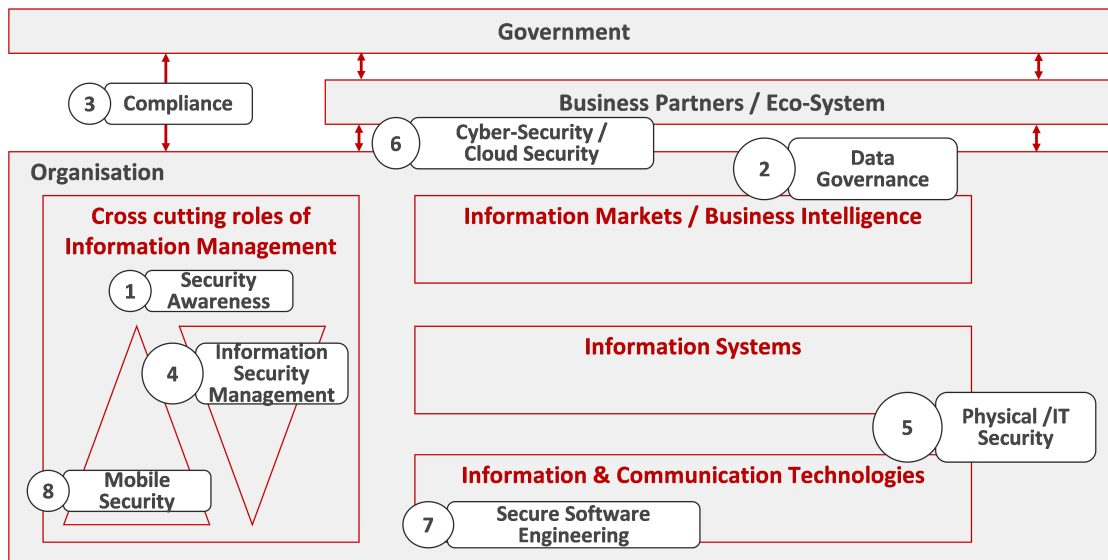 Government
3
Compliance
Business Partners / Eco-System
6
Cyber-Security /
Cloud Security
2
Data
Governance
Organisation
Cross cutting roles of
Information Management
Information Markets / Business Intelligence
1
Security
Awareness
4
Information
Security
Management
Information Systems
5
Physical /IT
Security
8
Mobile
Security
Information & Communication Technologies
7
Secure Software
Engineering